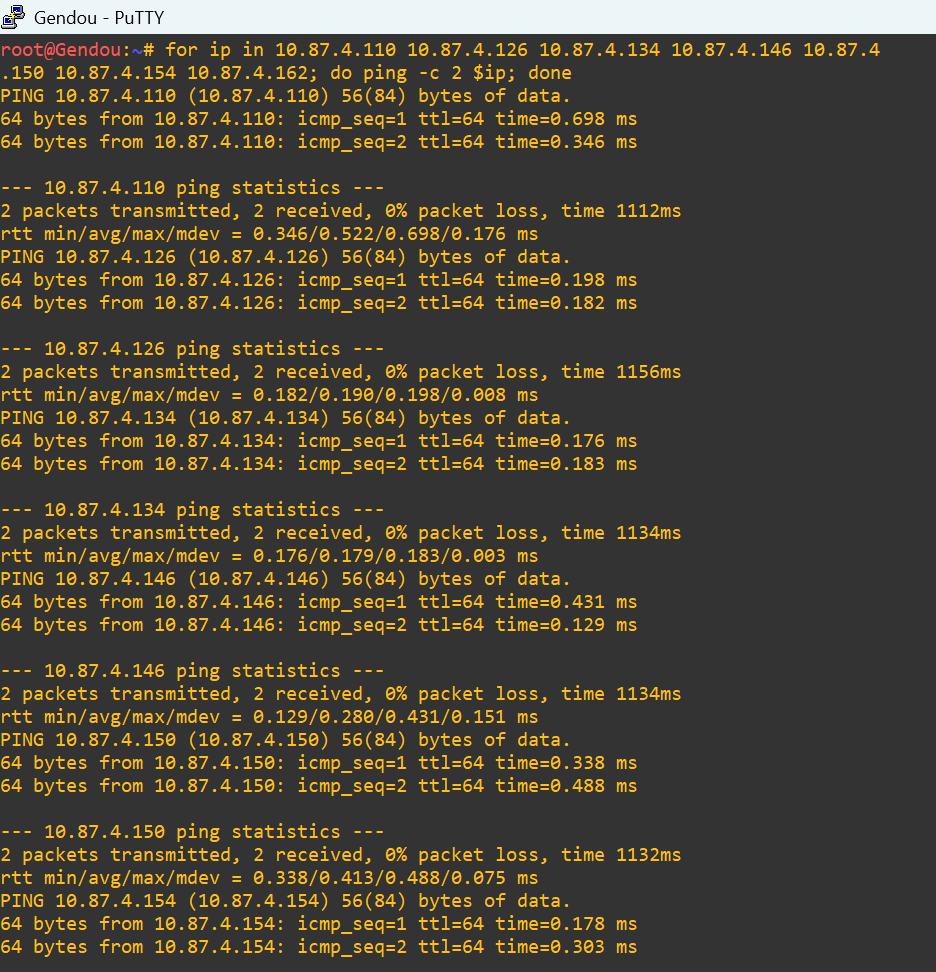 Gendou - PuTTY
root@Gendou:~# for ip in 10.87.4.110 10.87.4.126 10.87.4.134 10.87.4.146 10.87.4
.150 10.87.4.154 10.87.4.162; do ping -c 2 $ip; done
PING 10.87.4.110 (10.87.4.110) 56(84) bytes of data.
64 bytes from 10.87.4.110: icmp_seq=1 ttl=64 time=0.698 ms
64 bytes from 10.87.4.110: icmp_seq=2 ttl=64 time=0.346 ms

--- 10.87.4.110 ping statistics ---
2 packets transmitted, 2 received, 0% packet loss, time 1112ms
rtt min/avg/max/mdev = 0.346/0.522/0.698/0.176 ms
PING 10.87.4.126 (10.87.4.126) 56(84) bytes of data.
64 bytes from 10.87.4.126: icmp_seq=1 ttl=64 time=0.198 ms
64 bytes from 10.87.4.126: icmp_seq=2 ttl=64 time=0.182 ms

--- 10.87.4.126 ping statistics ---
2 packets transmitted, 2 received, 0% packet loss, time 1156ms
rtt min/avg/max/mdev = 0.182/0.190/0.198/0.008 ms
PING 10.87.4.134 (10.87.4.134) 56(84) bytes of data.
64 bytes from 10.87.4.134: icmp_seq=1 ttl=64 time=0.176 ms
64 bytes from 10.87.4.134: icmp_seq=2 ttl=64 time=0.183 ms

--- 10.87.4.134 ping statistics ---
2 packets transmitted, 2 received, 0% packet loss, time 1134ms
rtt min/avg/max/mdev = 0.176/0.179/0.183/0.003 ms
PING 10.87.4.146 (10.87.4.146) 56(84) bytes of data.
64 bytes from 10.87.4.146: icmp_seq=1 ttl=64 time=0.431 ms
64 bytes from 10.87.4.146: icmp_seq=2 ttl=64 time=0.129 ms

--- 10.87.4.146 ping statistics ---
2 packets transmitted, 2 received, 0% packet loss, time 1134ms
rtt min/avg/max/mdev = 0.129/0.280/0.431/0.151 ms
PING 10.87.4.150 (10.87.4.150) 56(84) bytes of data.
64 bytes from 10.87.4.150: icmp_seq=1 ttl=64 time=0.338 ms
64 bytes from 10.87.4.150: icmp_seq=2 ttl=64 time=0.488 ms

--- 10.87.4.150 ping statistics ---
2 packets transmitted, 2 received, 0% packet loss, time 1132ms
rtt min/avg/max/mdev = 0.338/0.413/0.488/0.075 ms
PING 10.87.4.154 (10.87.4.154) 56(84) bytes of data.
64 bytes from 10.87.4.154: icmp_seq=1 ttl=64 time=0.178 ms
64 bytes from 10.87.4.154: icmp_seq=2 ttl=64 time=0.303 ms